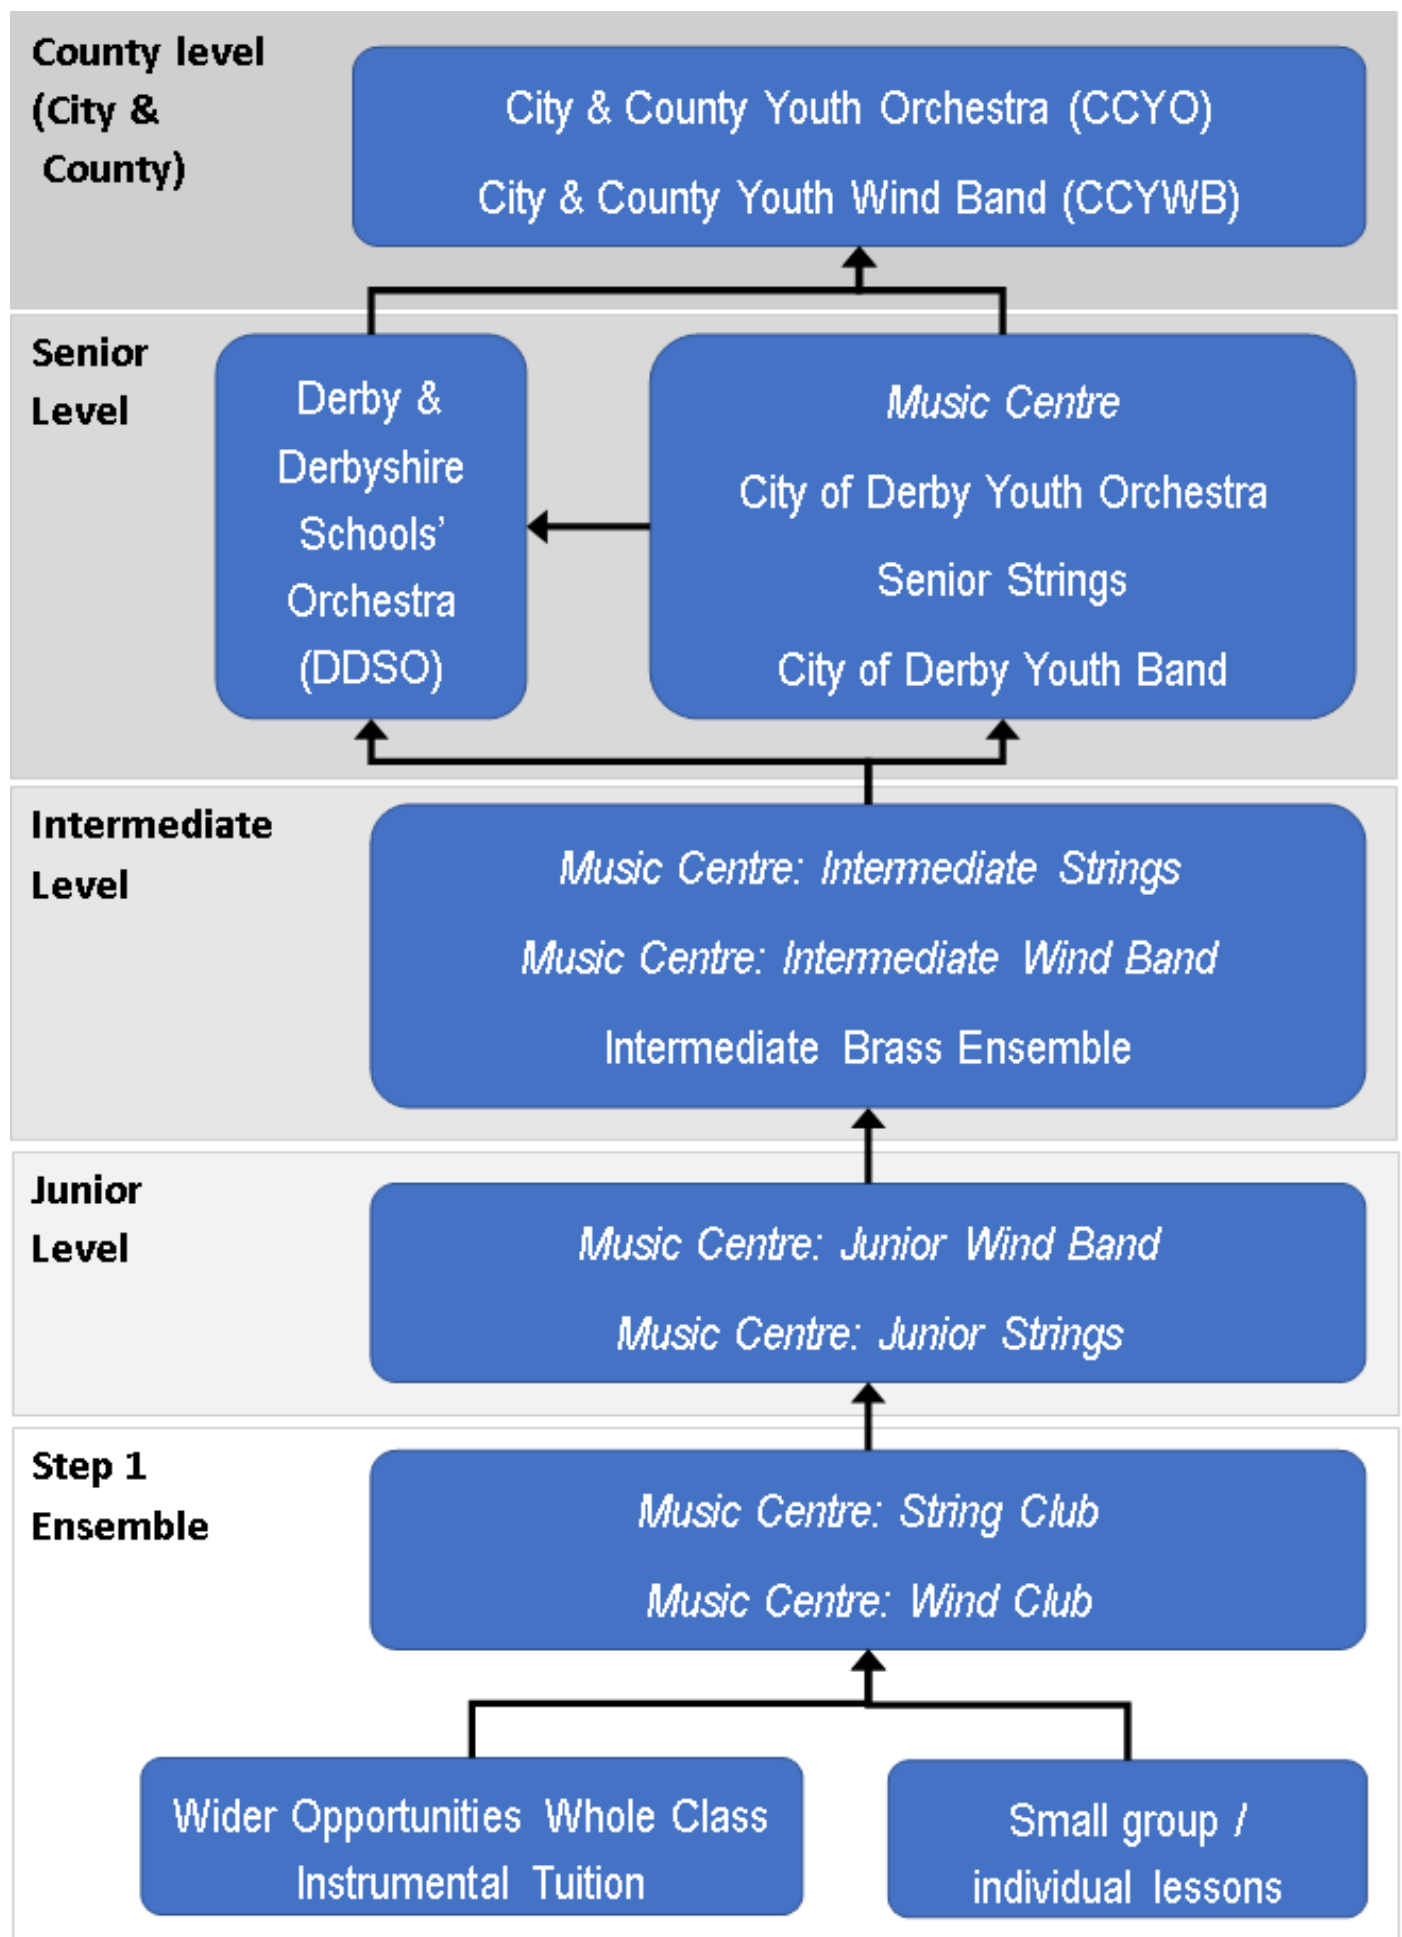 County level
(City &
County)
City & County Youth Orchestra (CCYO)
City & County Youth Wind Band (CCYWB)
Senior
Level
Derby &
Derbyshire
Schools’
Orchestra
(DDSO)
Music Centre
City of Derby Youth Orchestra
Senior Strings
City of Derby Youth Band
Intermediate
Level
Music Centre: Intermediate Strings
Music Centre: Intermediate Wind Band
Intermediate Brass Ensemble
Junior
Level
Music Centre: Junior Wind Band
Music Centre: Junior Strings
Step 1
Ensemble
Music Centre: String Club
Music Centre: Wind Club
Wider Opportunities Whole Class
Instrumental Tuition
Small group /
individual lessons